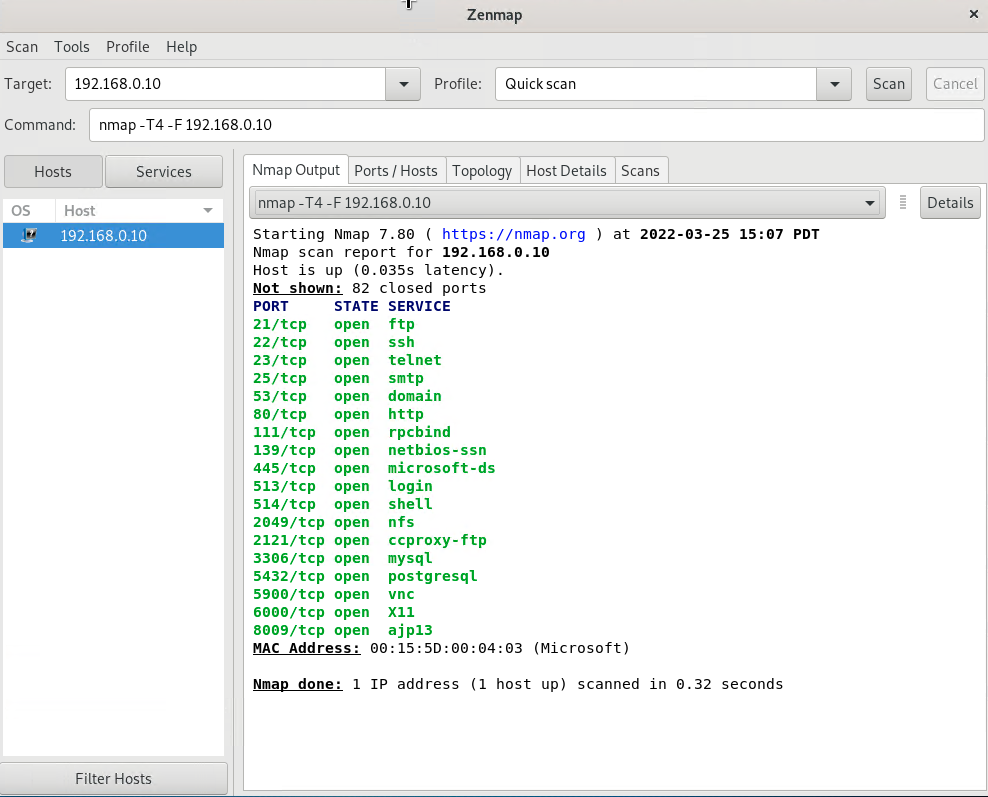 Zenmap
Scan Tools Profile Help
Target: 192.168.0.10 Profile: Quick scan Scan Cancel
Command: nmap -T4 -F 192.168.0.10
Hosts Services
OS Host
192.168.0.10
Filter Hosts
Nmap Output Ports / Hosts Topology Host Details Scans
nmap -T4 -F 192.168.0.10 Details
Starting Nmap 7.80 ( https://nmap.org ) at 2022-03-25 15:07 PDT
Nmap scan report for 192.168.0.10
Host is up (0.035s latency).
Not shown: 82 closed ports
PORT     STATE SERVICE
21/tcp   open  ftp
22/tcp   open  ssh
23/tcp   open  telnet
25/tcp   open  smtp
53/tcp   open  domain
80/tcp   open  http
111/tcp  open  rpcbind
139/tcp  open  netbios-ssn
445/tcp  open  microsoft-ds
513/tcp  open  login
514/tcp  open  shell
2049/tcp open  nfs
2121/tcp open  ccproxy-ftp
3306/tcp open  mysql
5432/tcp open  postgresql
5900/tcp open  vnc
6000/tcp open  X11
8009/tcp open  ajp13
MAC Address: 00:15:5D:00:04:03 (Microsoft)
Nmap done: 1 IP address (1 host up) scanned in 0.32 seconds